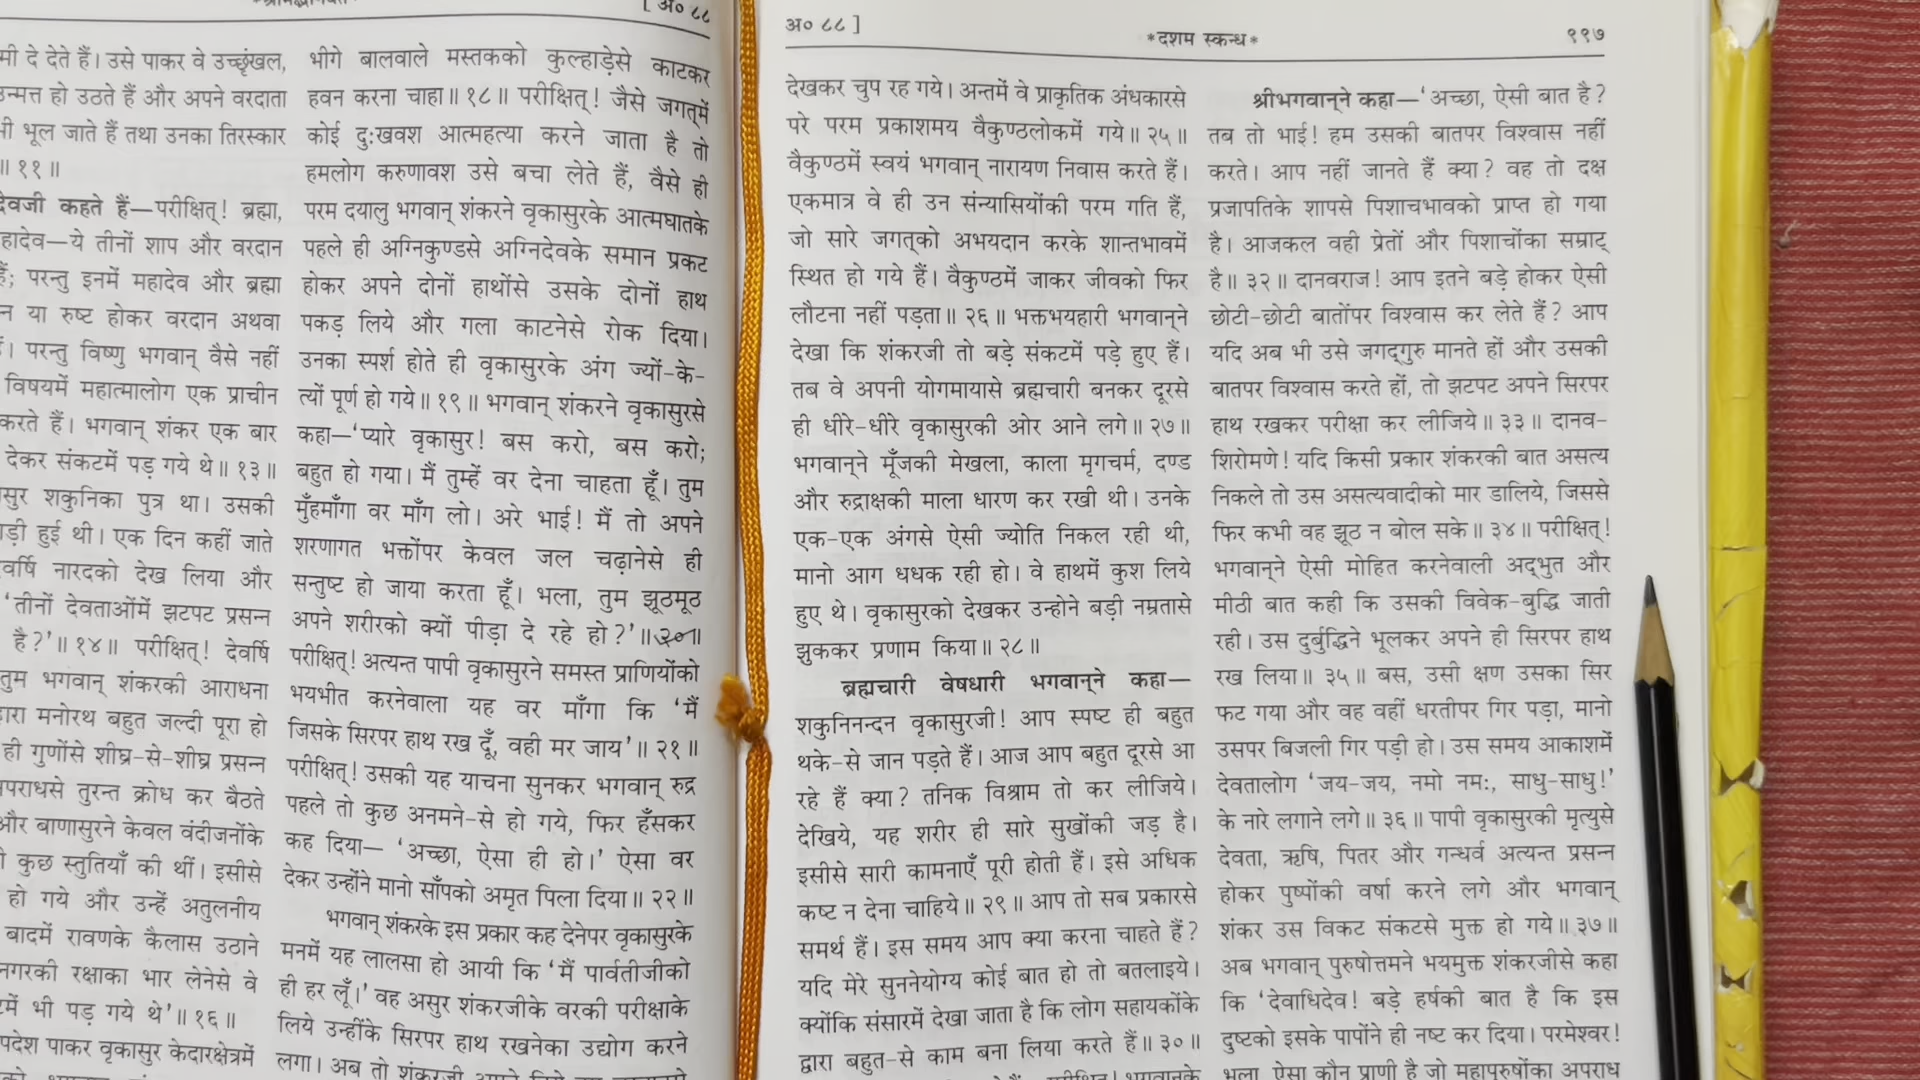 [ अ० ८८
मी दे देते हैं। उसे पाकर वे उच्छृंखल,
उन्मत्त हो उठते हैं और अपने वरदाता
भी भूल जाते हैं तथा उनका तिरस्कार
॥ ११॥
देवजी कहते हैं—परीक्षित्! ब्रह्मा,
हादेव—ये तीनों शाप और वरदान
हैं; परन्तु इनमें महादेव और ब्रह्मा
न या रुष्ट होकर वरदान अथवा
परन्तु विष्णु भगवान् वैसे नहीं
विषयमें महात्मालोग एक प्राचीन
करते हैं। भगवान् शंकर एक बार
देकर संकटमें पड़ गये थे॥ १३॥
सुर शकुनिका पुत्र था। उसकी
ड़ी हुई थी। एक दिन कहीं जाते
वर्षि नारदको देख लिया और
'तीनों देवताओंमें झटपट प्रसन्न
है?'॥ १४॥ परीक्षित्! देवर्षि
तुम भगवान् शंकरकी आराधना
मनोरथ बहुत जल्दी पूरा हो
ही गुणोंसे शीघ्र-से-शीघ्र प्रसन्न
पराधसे तुरन्त क्रोध कर बैठते
और बाणासुरने केवल वंदीजनोंके
कुछ स्तुतियाँ की थीं। इसीसे
हो गये और उन्हें अतुलनीय
बादमें रावणके कैलास उठाने
नगरकी रक्षाका भार लेनेसे वे
में भी पड़ गये थे'॥ १६॥
पदेश पाकर वृकासुर केदारक्षेत्रमें
भीगे बालवाले मस्तकको कुल्हाड़ेसे काटकर
हवन करना चाहा॥ १८॥ परीक्षित्! जैसे जगत्‌में
कोई दुःखवश आत्महत्या करने जाता है तो
हमलोग करुणावश उसे बचा लेते हैं, वैसे ही
परम दयालु भगवान् शंकरने वृकासुरके आत्मघातके
पहले ही अग्निकुण्डसे अग्निदेवके समान प्रकट
होकर अपने दोनों हाथोंसे उसके दोनों हाथ
पकड़ लिये और गला काटनेसे रोक दिया।
उनका स्पर्श होते ही वृकासुरके अंग ज्यों-के-
त्यों पूर्ण हो गये॥ १९॥ भगवान् शंकरने वृकासुरसे
कहा—'प्यारे वृकासुर! बस करो, बस करो;
बहुत हो गया। मैं तुम्हें वर देना चाहता हूँ। तुम
मुँहमाँगा वर माँग लो। अरे भाई! मैं तो अपने
शरणागत भक्तोंपर केवल जल चढ़ानेसे ही
सन्तुष्ट हो जाया करता हूँ। भला, तुम झूठमूठ
अपने शरीरको क्यों पीड़ा दे रहे हो?'॥२०॥
परीक्षित्! अत्यन्त पापी वृकासुरने समस्त प्राणियोंको
भयभीत करनेवाला यह वर माँगा कि 'मैं
जिसके सिरपर हाथ रख दूँ, वही मर जाय'॥ २१॥
परीक्षित्! उसकी यह याचना सुनकर भगवान् रुद्र
पहले तो कुछ अनमने-से हो गये, फिर हँसकर
कह दिया— 'अच्छा, ऐसा ही हो।' ऐसा वर
देकर उन्होंने मानो साँपको अमृत पिला दिया॥ २२॥
भगवान् शंकरके इस प्रकार कह देनेपर वृकासुरके
मनमें यह लालसा हो आयी कि 'मैं पार्वतीजीको
ही हर लूँ।' वह असुर शंकरजीके वरकी परीक्षाके
लिये उन्हींके सिरपर हाथ रखनेका उद्योग करने
लगा। अब तो शंकरजी
अ० ८८ ]
*दशम स्कन्ध*
९९७
देखकर चुप रह गये। अन्तमें वे प्राकृतिक अंधकारसे
परे परम प्रकाशमय वैकुण्ठलोकमें गये॥ २५॥
वैकुण्ठमें स्वयं भगवान् नारायण निवास करते हैं।
एकमात्र वे ही उन संन्यासियोंकी परम गति हैं,
जो सारे जगत्‌को अभयदान करके शान्तभावमें
स्थित हो गये हैं। वैकुण्ठमें जाकर जीवको फिर
लौटना नहीं पड़ता॥ २६॥ भक्तभयहारी भगवान्‌ने
देखा कि शंकरजी तो बड़े संकटमें पड़े हुए हैं।
तब वे अपनी योगमायासे ब्रह्मचारी बनकर दूरसे
ही धीरे-धीरे वृकासुरकी ओर आने लगे॥ २७॥
भगवान्‌ने मूँजकी मेखला, काला मृगचर्म, दण्ड
और रुद्राक्षकी माला धारण कर रखी थी। उनके
एक-एक अंगसे ऐसी ज्योति निकल रही थी,
मानो आग धधक रही हो। वे हाथमें कुश लिये
हुए थे। वृकासुरको देखकर उन्होंने बड़ी नम्रतासे
झुककर प्रणाम किया॥ २८॥
ब्रह्मचारी वेषधारी भगवान्‌ने कहा—
शकुनिनन्दन वृकासुरजी! आप स्पष्ट ही बहुत
थके-से जान पड़ते हैं। आज आप बहुत दूरसे आ
रहे हैं क्या? तनिक विश्राम तो कर लीजिये।
देखिये, यह शरीर ही सारे सुखोंकी जड़ है।
इसीसे सारी कामनाएँ पूरी होती हैं। इसे अधिक
कष्ट न देना चाहिये॥ २९॥ आप तो सब प्रकारसे
समर्थ हैं। इस समय आप क्या करना चाहते हैं?
यदि मेरे सुननेयोग्य कोई बात हो तो बतलाइये।
क्योंकि संसारमें देखा जाता है कि लोग सहायकोंके
द्वारा बहुत-से काम बना लिया करते हैं॥ ३०॥
श्रीभगवान्‌ने कहा—'अच्छा, ऐसी बात है?
तब तो भाई! हम उसकी बातपर विश्वास नहीं
करते। आप नहीं जानते हैं क्या? वह तो दक्ष
प्रजापतिके शापसे पिशाचभावको प्राप्त हो गया
है। आजकल वही प्रेतों और पिशाचोंका सम्राट्
है॥ ३२॥ दानवराज! आप इतने बड़े होकर ऐसी
छोटी-छोटी बातोंपर विश्वास कर लेते हैं? आप
यदि अब भी उसे जगद्‌गुरु मानते हों और उसकी
बातपर विश्वास करते हों, तो झटपट अपने सिरपर
हाथ रखकर परीक्षा कर लीजिये॥ ३३॥ दानव-
शिरोमणे! यदि किसी प्रकार शंकरकी बात असत्य
निकले तो उस असत्यवादीको मार डालिये, जिससे
फिर कभी वह झूठ न बोल सके॥ ३४॥ परीक्षित्!
भगवान्‌ने ऐसी मोहित करनेवाली अद्‌भुत और
मीठी बात कही कि उसकी विवेक-बुद्धि जाती
रही। उस दुर्बुद्धिने भूलकर अपने ही सिरपर हाथ
रख लिया॥ ३५॥ बस, उसी क्षण उसका सिर
फट गया और वह वहीं धरतीपर गिर पड़ा, मानो
उसपर बिजली गिर पड़ी हो। उस समय आकाशमें
देवतालोग 'जय-जय, नमो नमः, साधु-साधु!'
के नारे लगाने लगे॥ ३६॥ पापी वृकासुरकी मृत्युसे
देवता, ऋषि, पितर और गन्धर्व अत्यन्त प्रसन्न
होकर पुष्पोंकी वर्षा करने लगे और भगवान्
शंकर उस विकट संकटसे मुक्त हो गये॥ ३७॥
अब भगवान् पुरुषोत्तमने भयमुक्त शंकरजीसे कहा
कि 'देवाधिदेव! बड़े हर्षकी बात है कि इस
दुष्टको इसके पापोंने ही नष्ट कर दिया। परमेश्वर!
भला, ऐसा कौन प्राणी है जो महापुरुषोंका अपराध